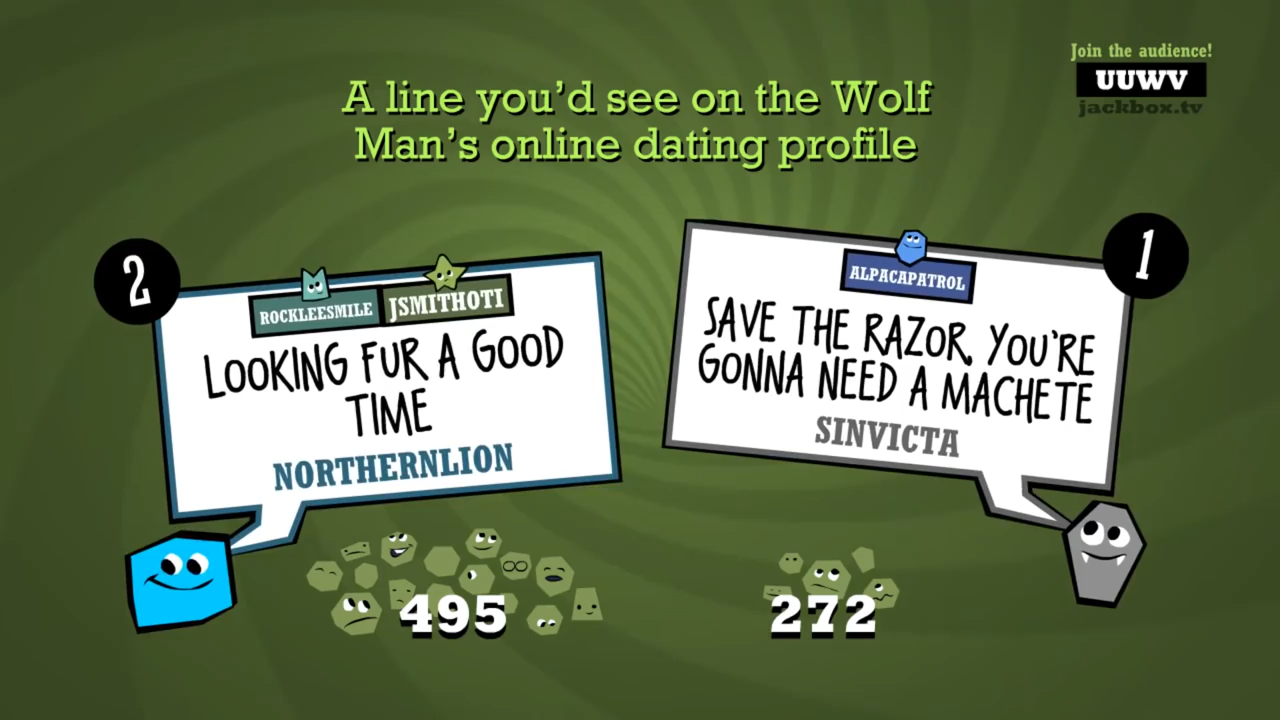 Join the audience!
UUWV
jackbox.tv
A line you'd see on the Wolf
Man's online dating profile
2
ROCKLEESMILE
JSMITHOTI
LOOKING FUR A GOOD
TIME
NORTHERNLION
495
1
ALPACAPATROL
SAVE THE RAZOR, YOU'RE
GONNA NEED A MACHETE
SINVICTA
272